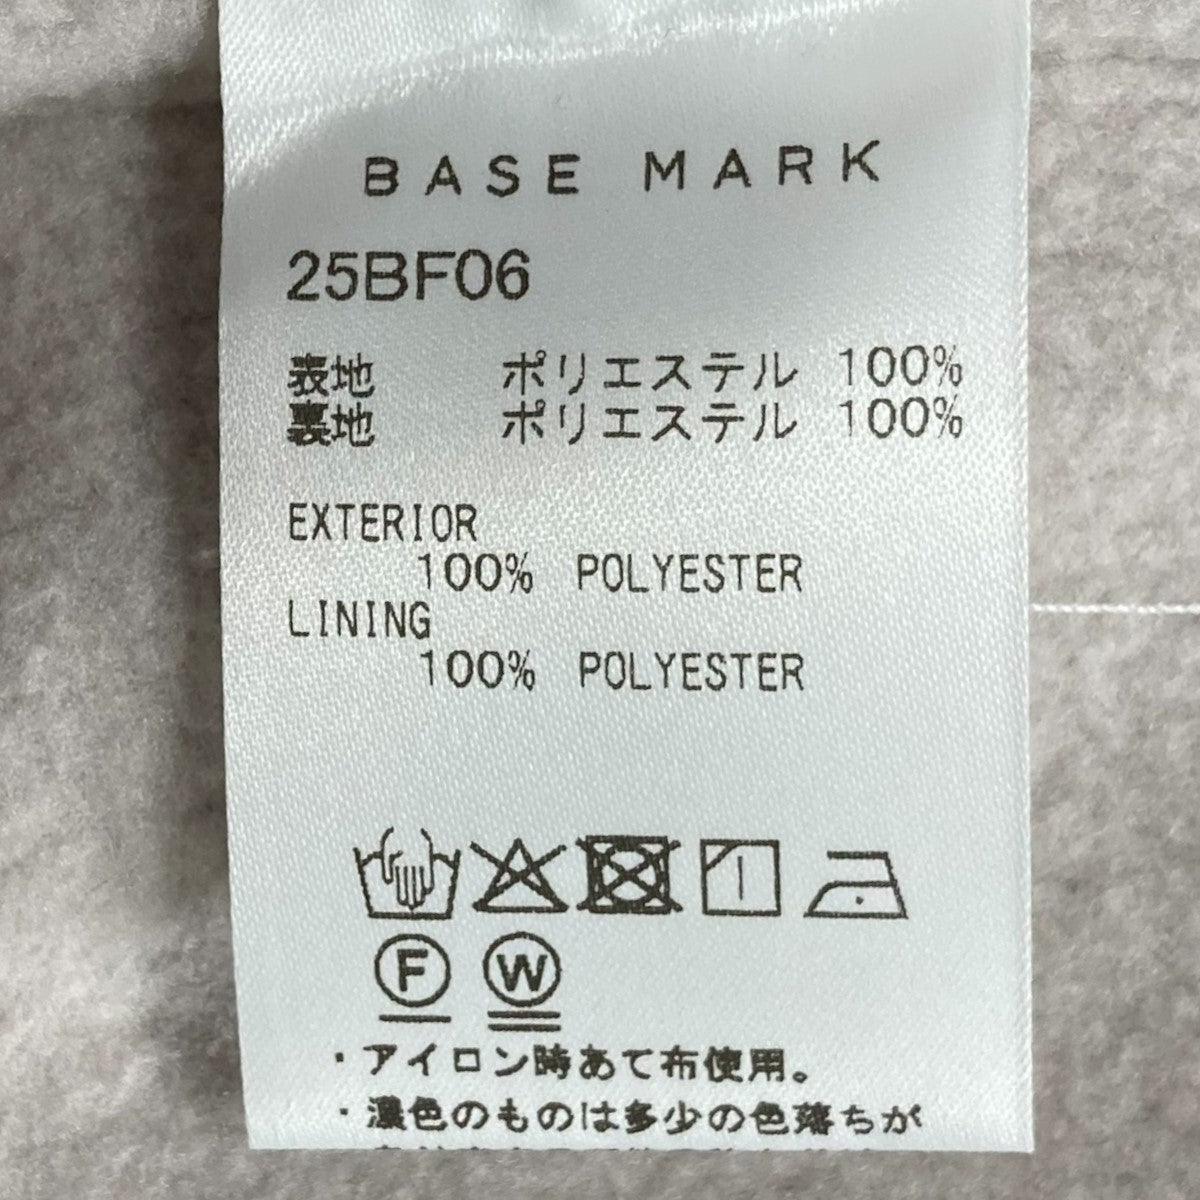 BASE MARK
25BF06
表地 ポリエステル 100%
裏地 ポリエステル 100%
EXTERIOR
100% POLYESTER
LINING
100% POLYESTER
F W
・アイロン時あて布使用。
・濃色のものは多少の色落ちが